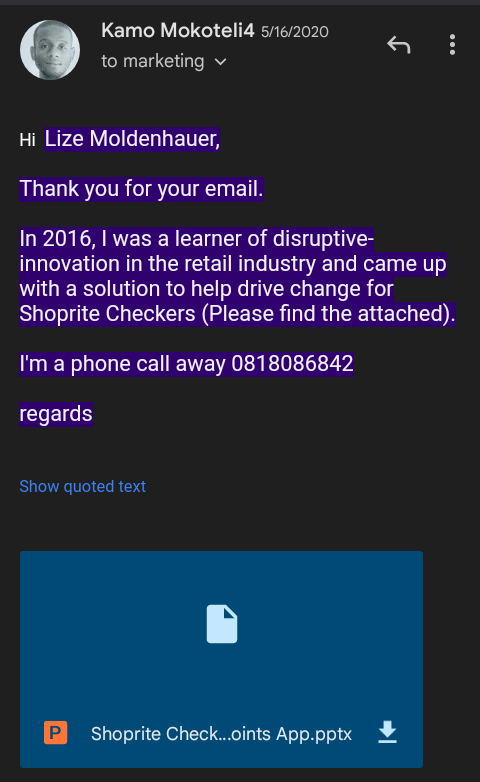 Kamo Mokoteli4 5/16/2020
to marketing
Hi Lize Moldenhauer,
Thank you for your email.
In 2016, I was a learner of disruptive-
innovation in the retail industry and came up
with a solution to help drive change for
Shoprite Checkers (Please find the attached).
I'm a phone call away 0818086842
regards
Show quoted text
P Shoprite Check...oints App.pptx